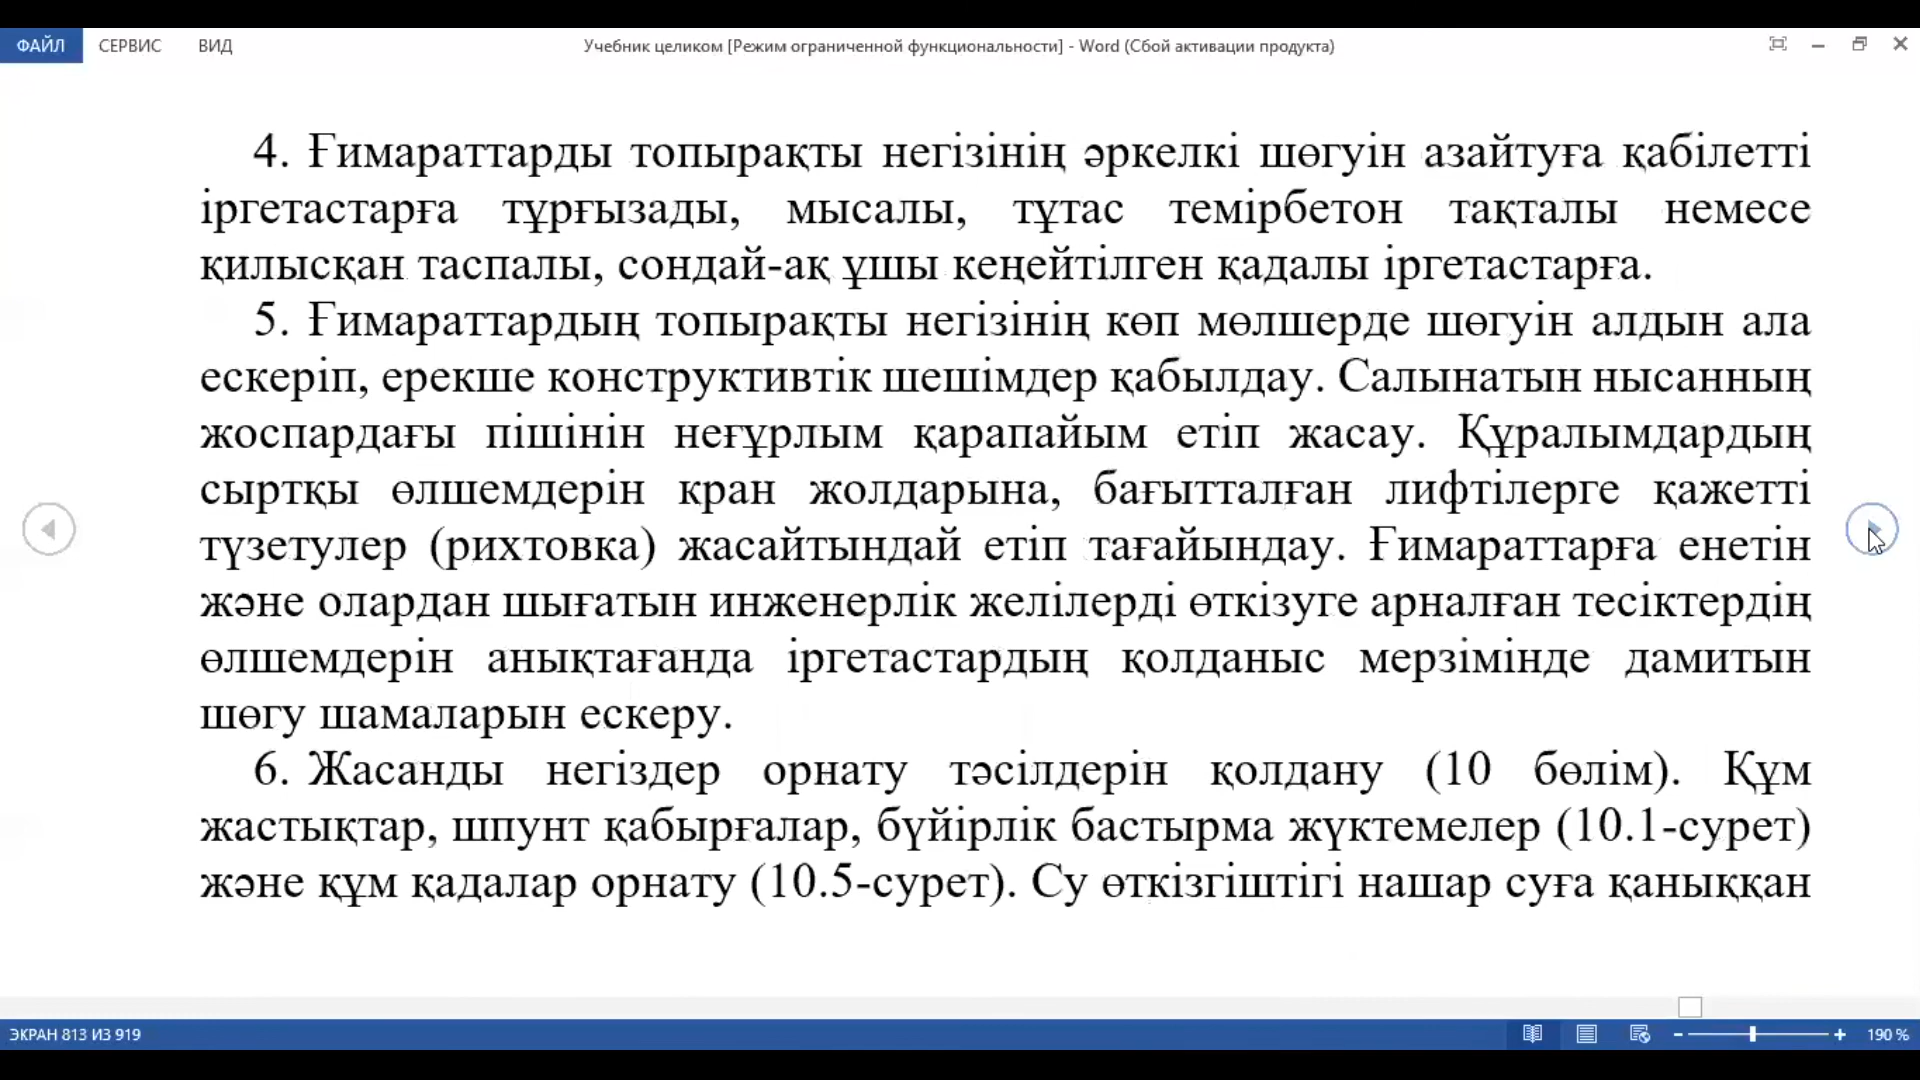 ФАЙЛ СЕРВИС ВИД Учебник целиком [Режим ограниченной функциональности] - Word (Сбой активации продукта)
4. Ғимараттарды топырақты негізінің әркелкі шөгуін азайтуға қабілетті
іргетастарға тұрғызады, мысалы, тұтас темірбетон тақталы немесе
қилысқан таспалы, сондай-ақ ұшы кеңейтілген қадалы іргетастарға.
5. Ғимараттардың топырақты негізінің көп мөлшерде шөгуін алдын ала
ескеріп, ерекше конструктивтік шешімдер қабылдау. Салынатын нысанның
жоспардағы пішінін неғұрлым қарапайым етіп жасау. Құралымдардың
сыртқы өлшемдерін кран жолдарына, бағытталған лифтілерге қажетті
түзетулер (рихтовка) жасайтындай етіп тағайындау. Ғимараттарға енетін
және олардан шығатын инженерлік желілерді өткізуге арналған тесіктердің
өлшемдерін анықтағанда іргетастардың қолданыс мерзімінде дамитын
шөгу шамаларын ескеру.
6. Жасанды негіздер орнату тәсілдерін қолдану (10 бөлім). Құм
жастықтар, шпунт қабырғалар, бүйірлік бастырма жүктемелер (10.1-сурет)
және құм қадалар орнату (10.5-сурет). Су өткізгіштігі нашар суға қаныққан
ЭКРАН 813 ИЗ 919 190 %